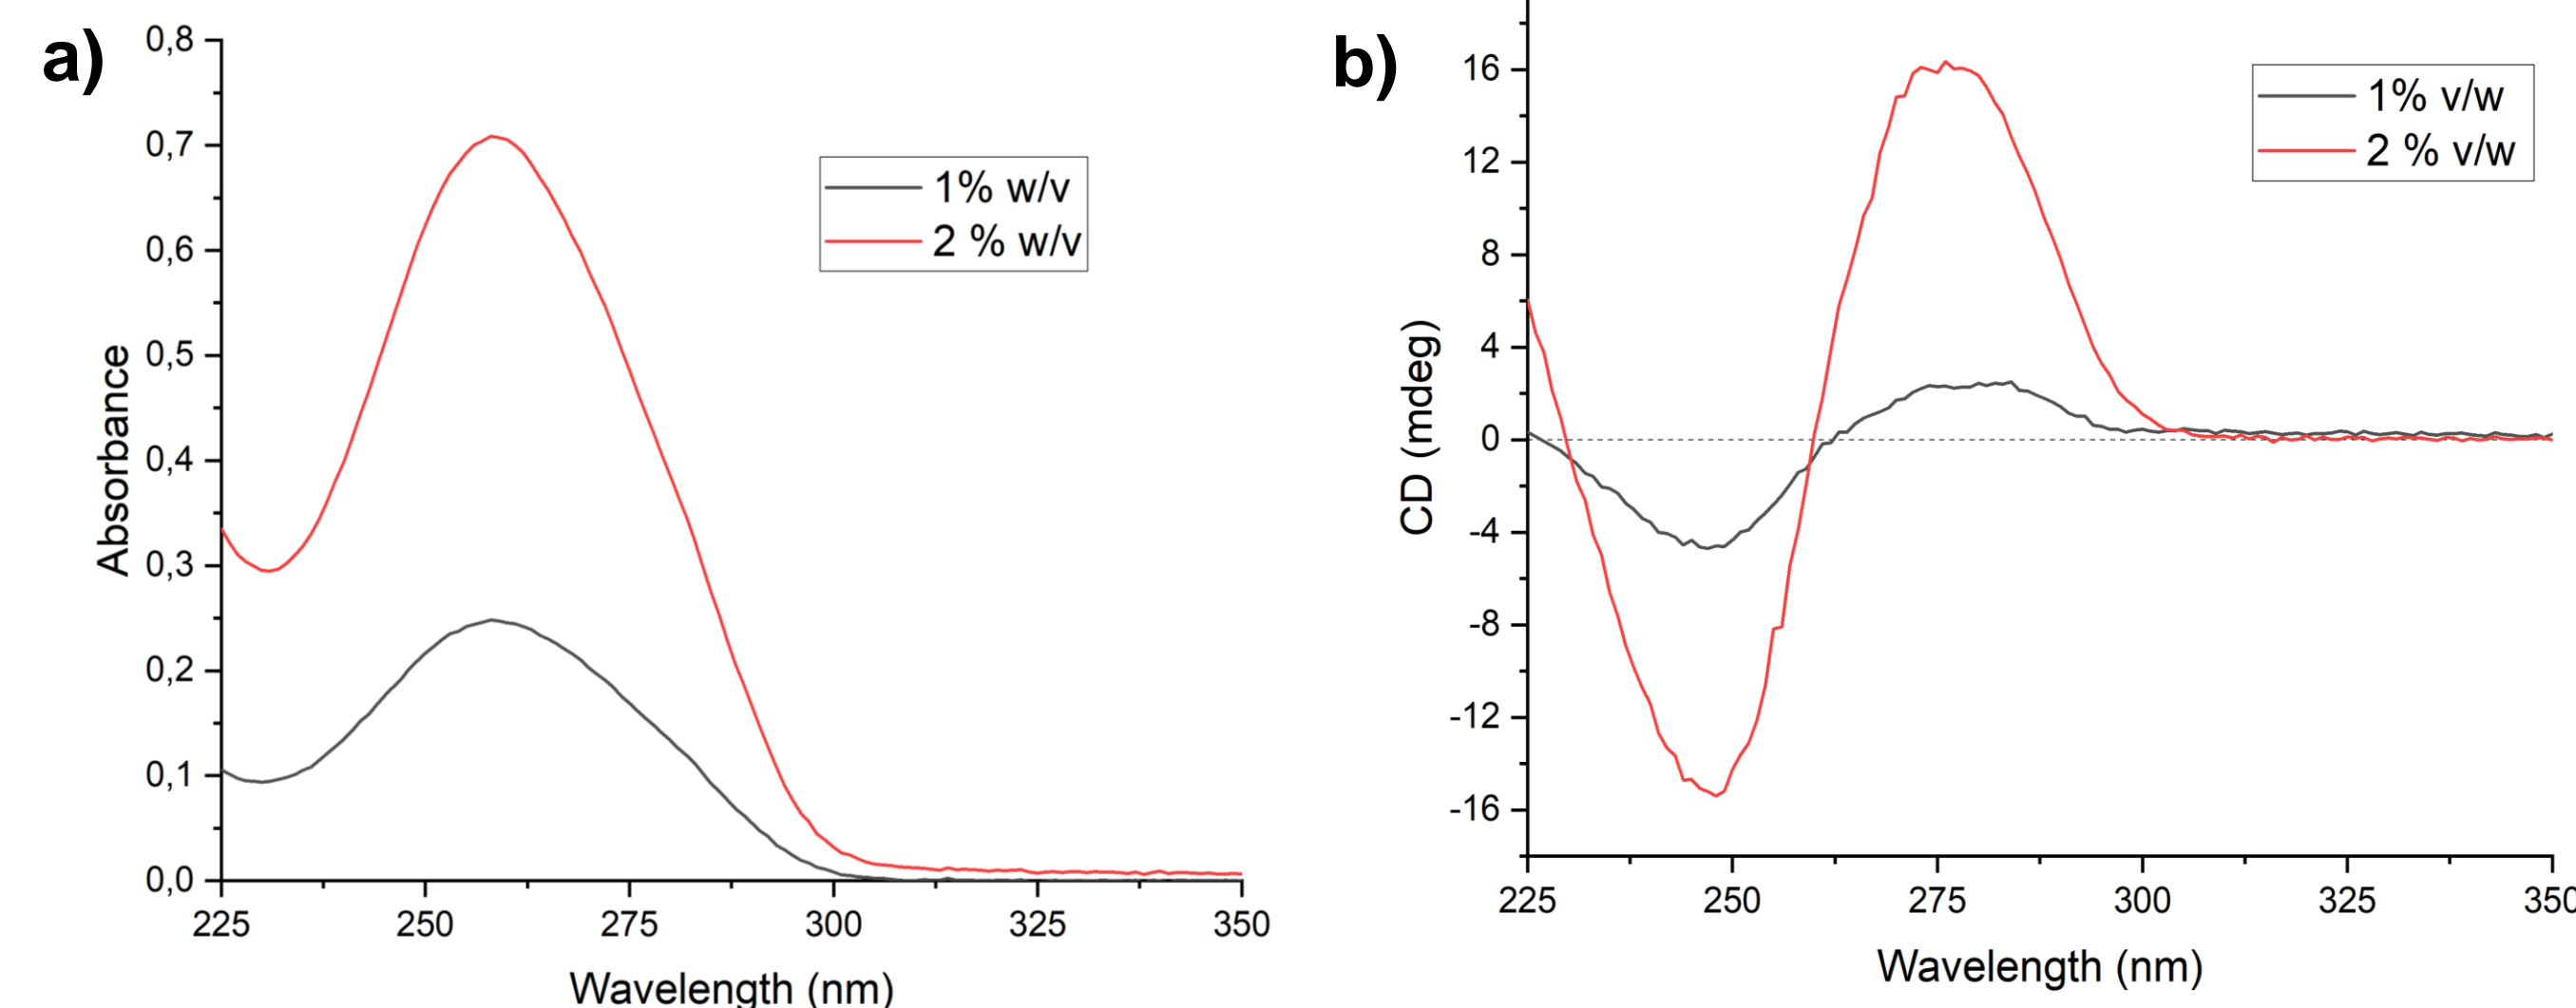 a)
0,8
0,7
0,6
0,5
0,4
0,3
0,2
0,1
0,0
Absorbance
1% w/v
2 % w/v
225 250 275 300 325 350
Wavelength (nm)
b)
16
12
8
4
0
-4
-8
-12
-16
CD (mdeg)
1% v/w
2 % v/w
225 250 275 300 325 350
Wavelength (nm)